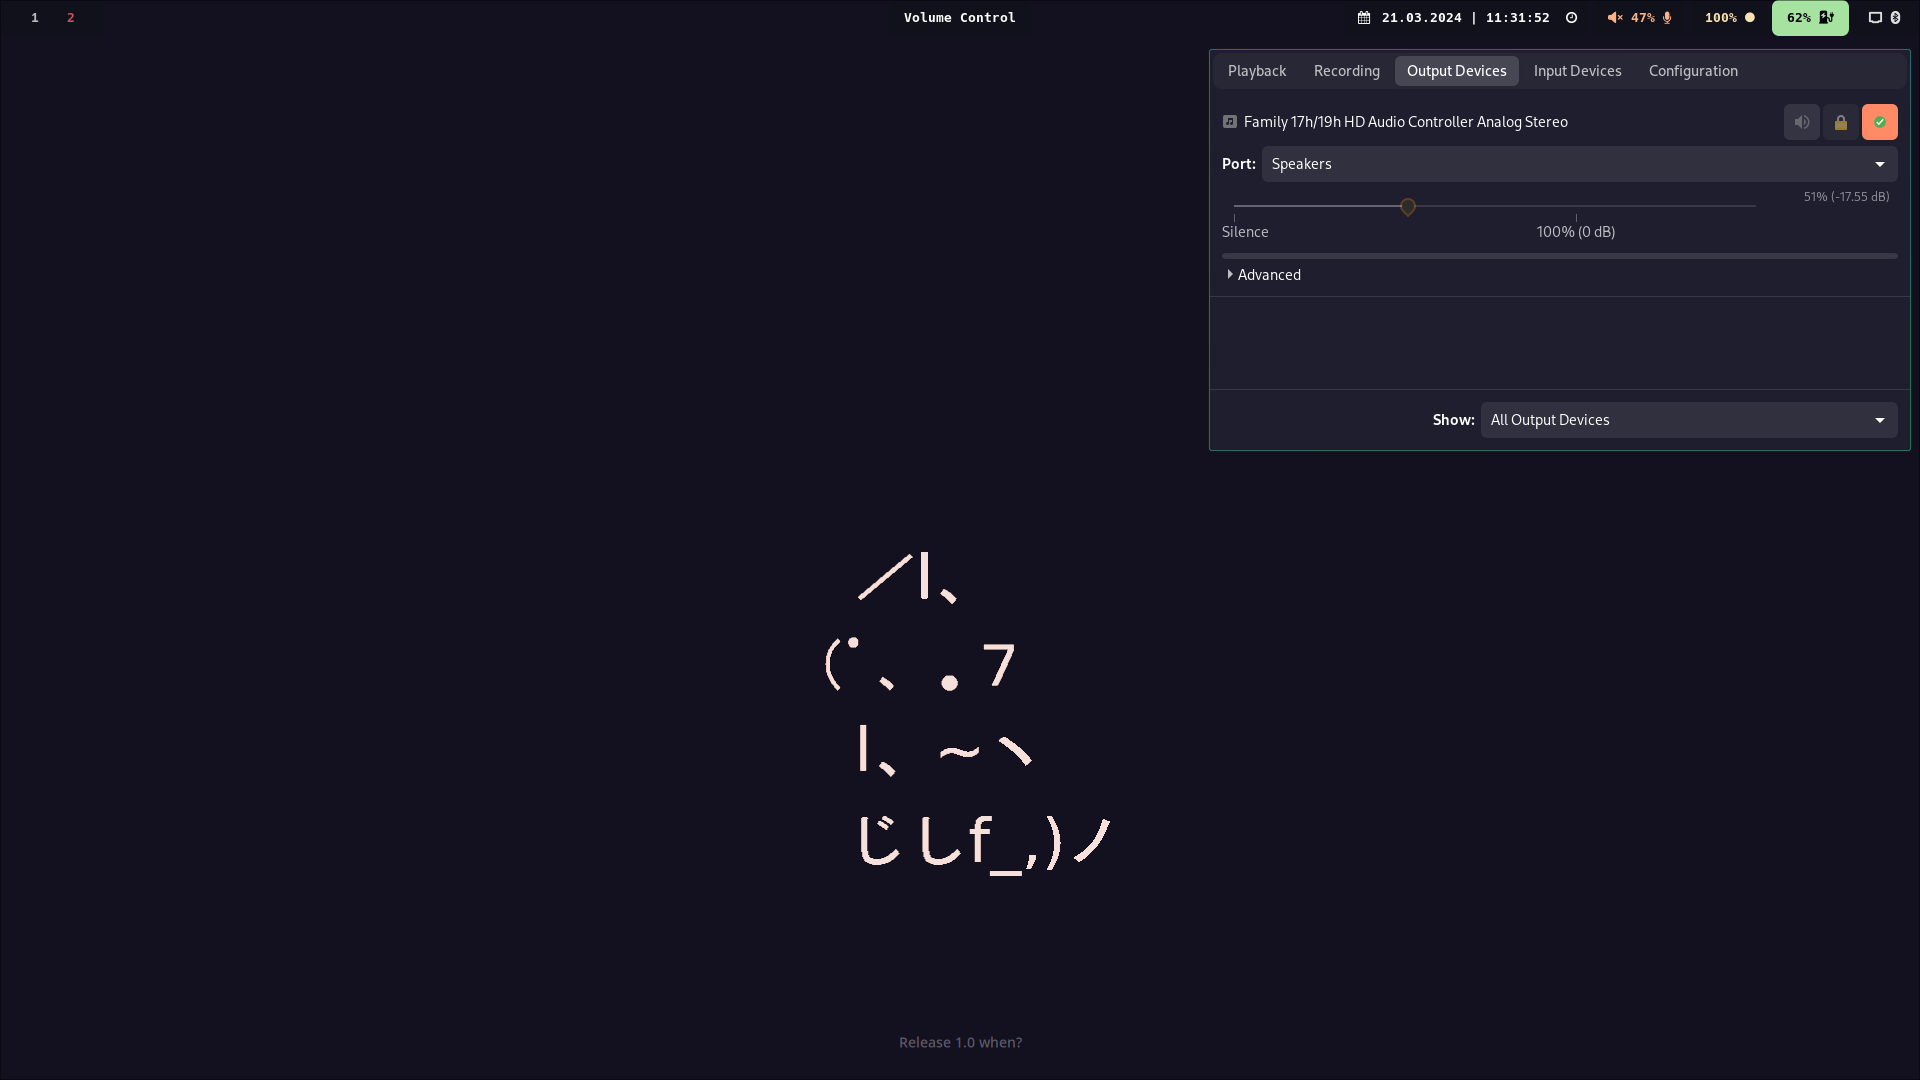 1 2 Volume Control 21.03.2024 | 11:31:52 47% 100% 62%
Playback Recording Output Devices Input Devices Configuration
Family 17h/19h HD Audio Controller Analog Stereo
Port: Speakers
51% (-17.55 dB)
Silence 100% (0 dB)
Advanced
Show: All Output Devices
／l、
(ﾟ､ 。7
l、~ヽ
じしf_,)ノ
Release 1.0 when?